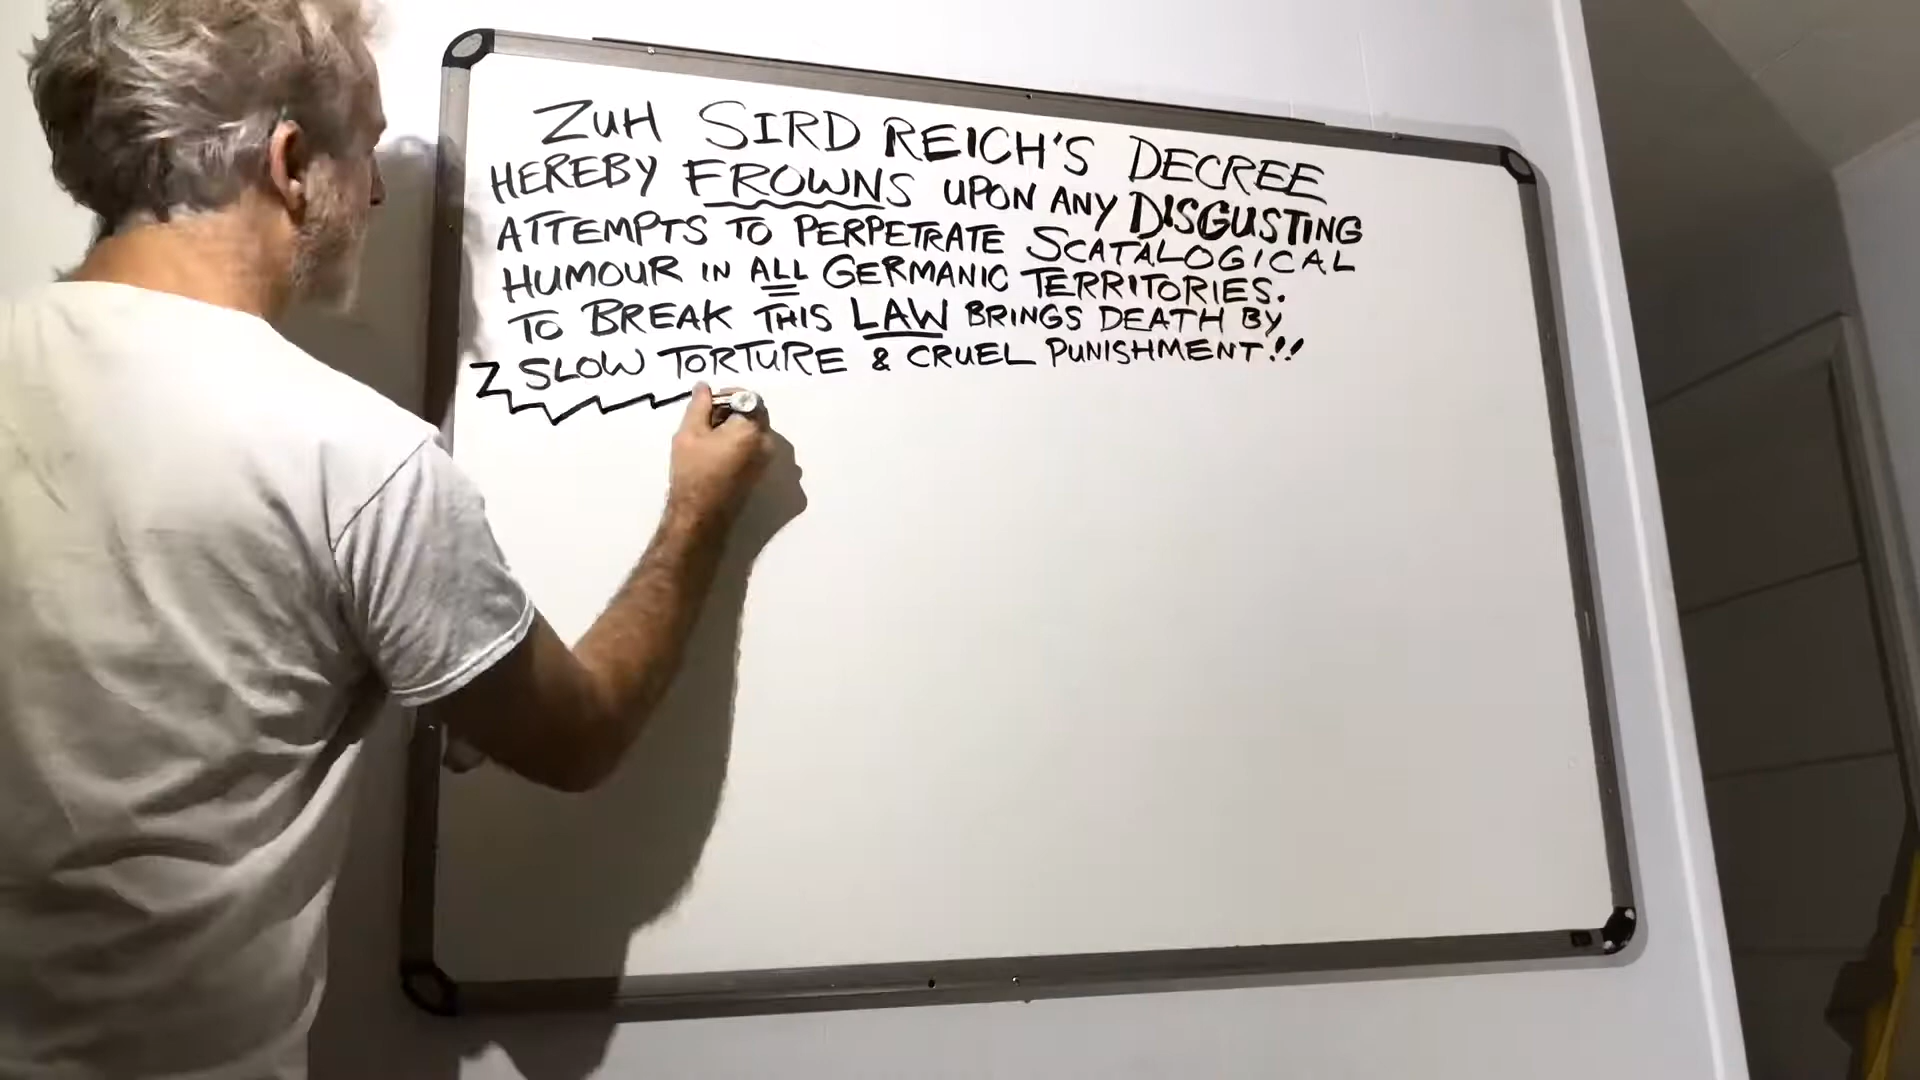 ZUH SIRD REICH'S DECREE
HEREBY FROWNS UPON ANY DISGUSTING
ATTEMPTS TO PERPETRATE SCATALOGICAL
HUMOUR IN ALL GERMANIC TERRITORIES.
TO BREAK THIS LAW BRINGS DEATH BY
SLOW TORTURE & CRUEL PUNISHMENT!!